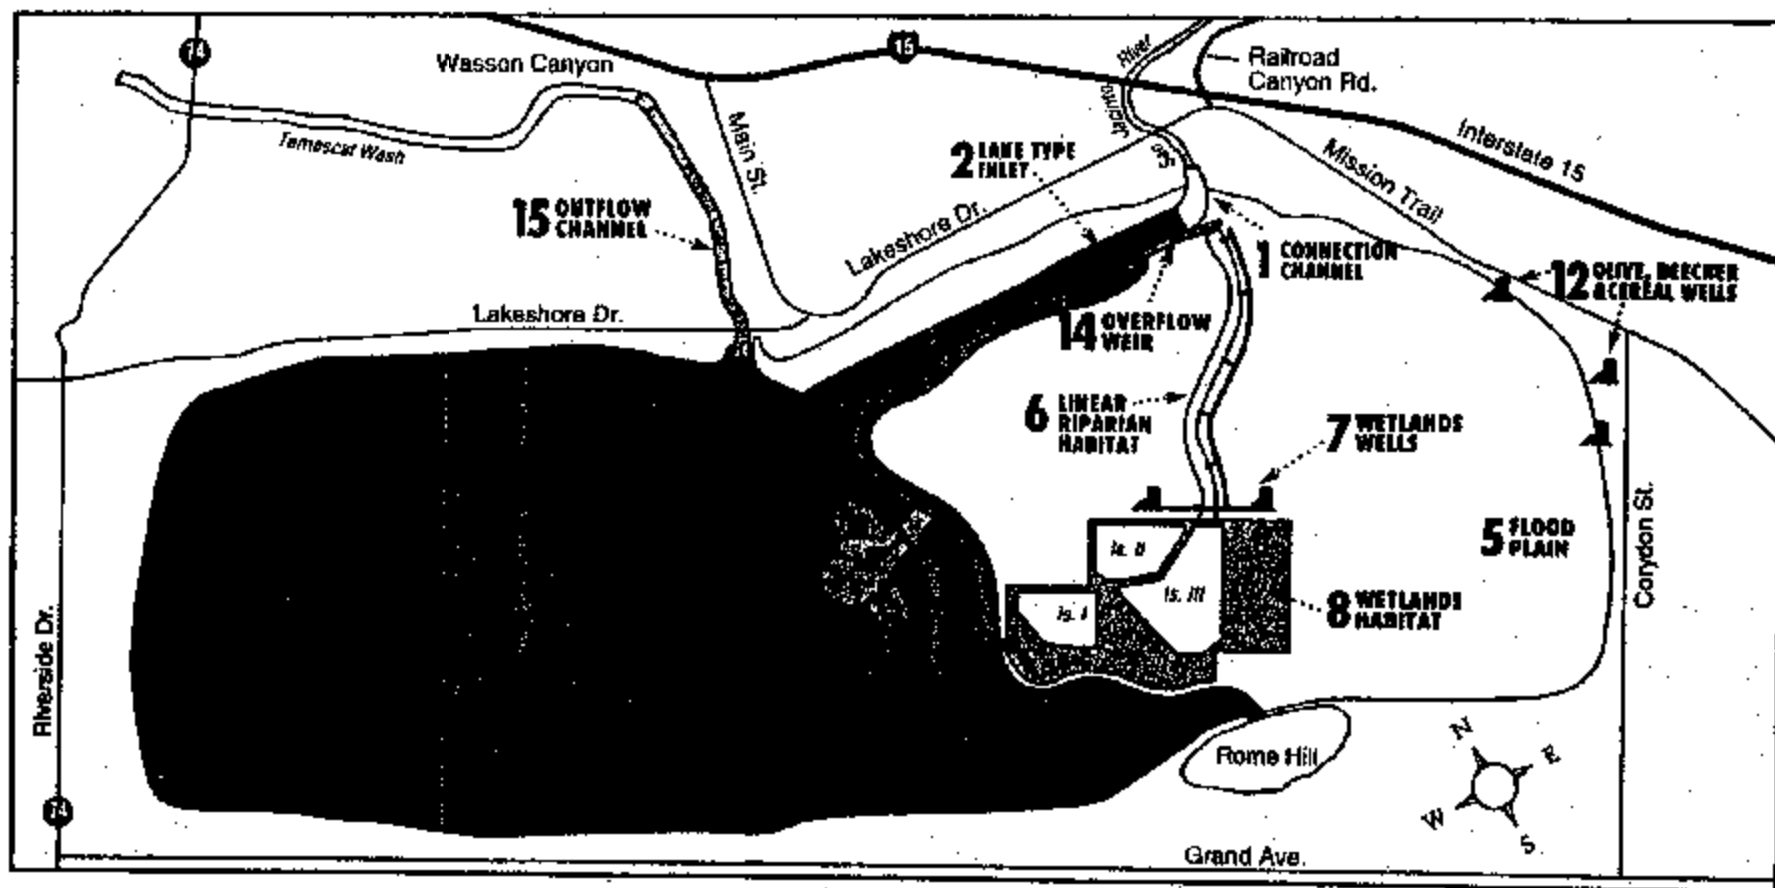 74
15
Wasson Canyon
River
Railroad
Canyon Rd.
Jacinto
San
Interstate 15
Temescal Wash
Main St.
2 LAKE TYPE
INLET
Mission Trail
15 OUTFLOW
CHANNEL
Lakeshore Dr.
1 CONNECTION
CHANNEL
12 OLIVE, BEECKER
& CEREAL WELLS
Lakeshore Dr.
14 OVERFLOW
WEIR
6 LINEAR
RIPARIAN
HABITAT
7 WETLANDS
WELLS
5 FLOOD
PLAIN
Corydon St.
Is. II
Is. III
Is. I
8 WETLANDS
HABITAT
Riverside Dr.
Rome Hill
N
E
W
S
74
Grand Ave.